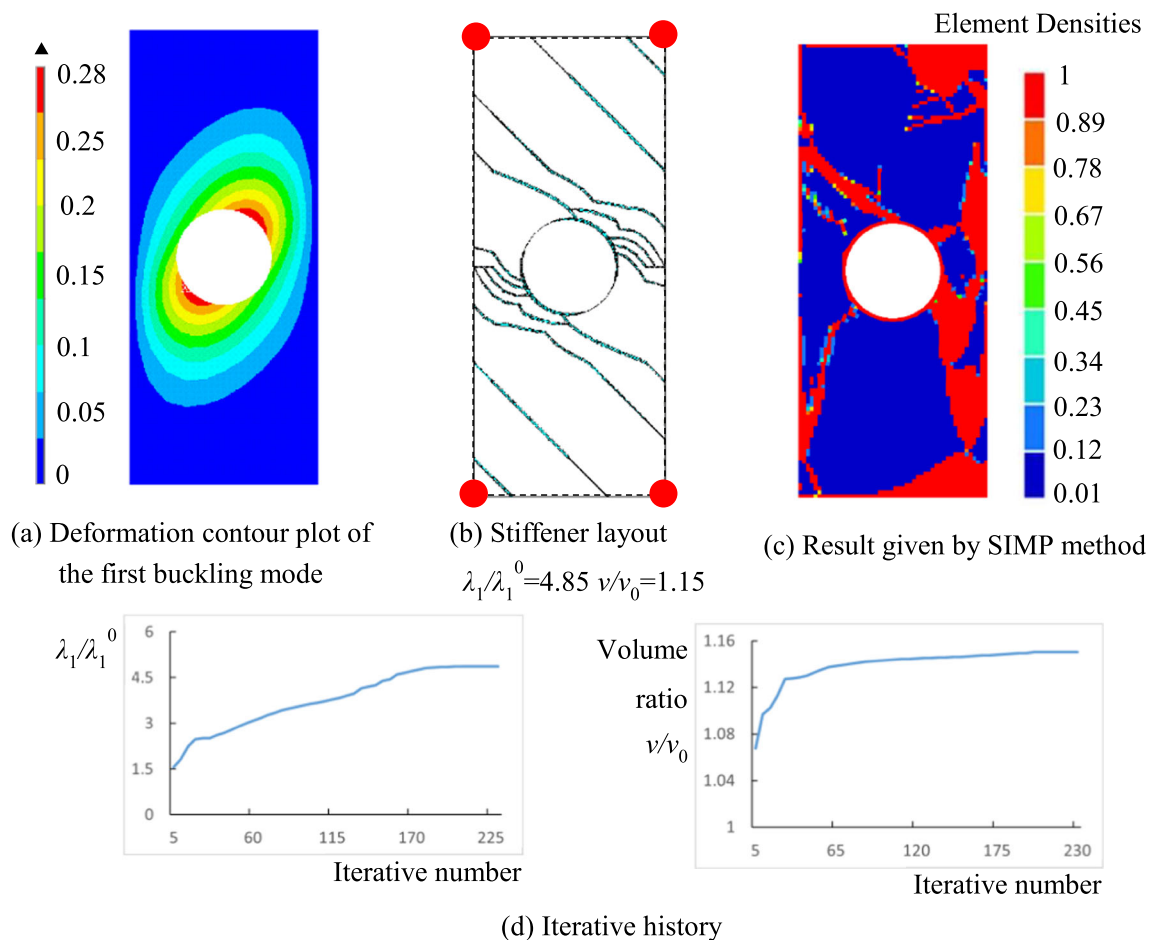 Element Densities
0.28
0.25
0.2
0.15
0.1
0.05
0
1
0.89
0.78
0.67
0.56
0.45
0.34
0.23
0.12
0.01
(a) Deformation contour plot of
the first buckling mode
(b) Stiffener layout
λ₁/λ₁⁰=4.85 v/v₀=1.15
(c) Result given by SIMP method
λ₁/λ₁⁰
6
4.5
3
1.5
0
5 60 115 170 225
Iterative number
Volume
ratio
v/v₀
1.16
1.12
1.08
1.04
1
5 65 120 175 230
Iterative number
(d) Iterative history